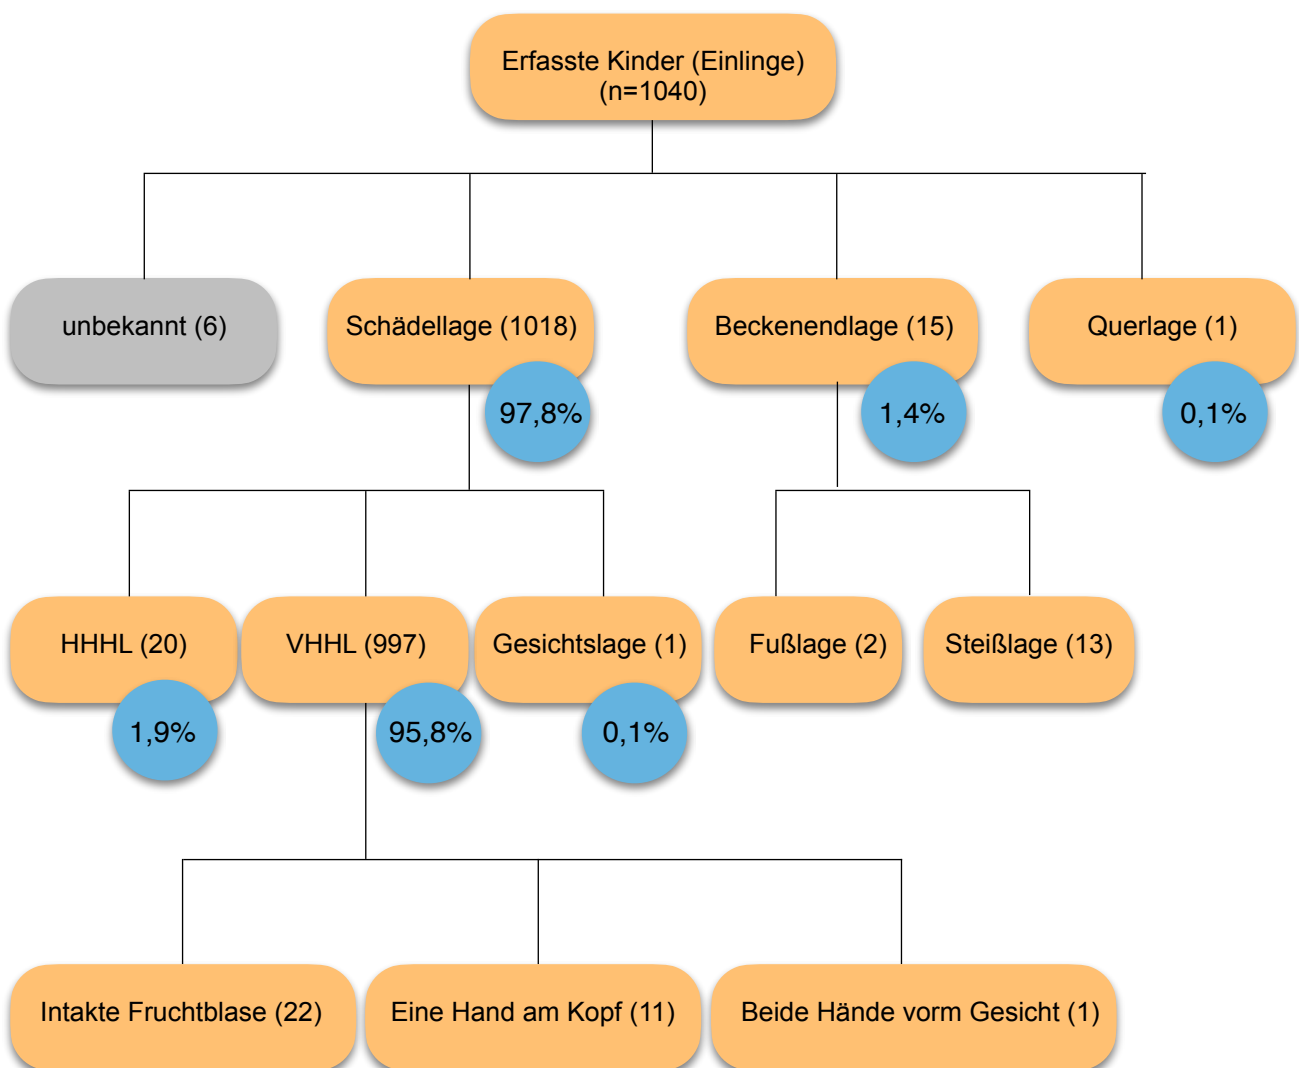 Erfasste Kinder (Einlinge)
(n=1040)
unbekannt (6)
Schädellage (1018)
Beckenendlage (15)
Querlage (1)
97,8%
1,4%
0,1%
HHHL (20)
VHHL (997)
Gesichtslage (1)
Fußlage (2)
Steißlage (13)
1,9%
95,8%
0,1%
Intakte Fruchtblase (22)
Eine Hand am Kopf (11)
Beide Hände vorm Gesicht (1)